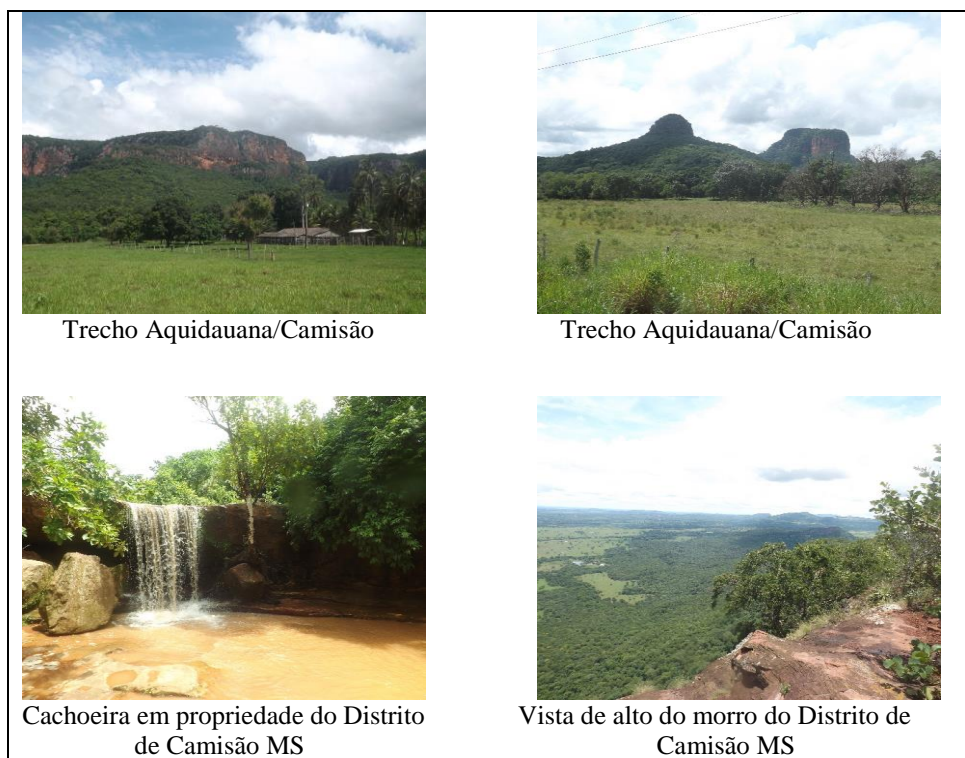 Trecho Aquidauana/Camisão
Trecho Aquidauana/Camisão
Cachoeira em propriedade do Distrito
de Camisão MS
Vista de alto do morro do Distrito de
Camisão MS